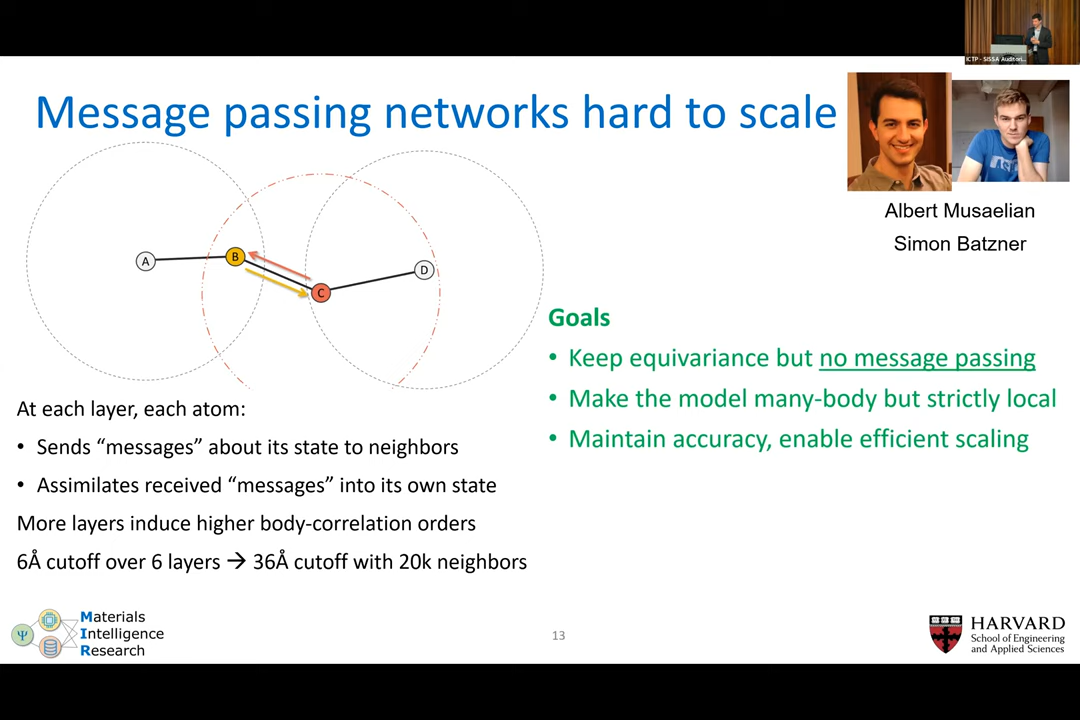 ICTP - SISSA Auditori...
Message passing networks hard to scale
A
B
C
D
Albert Musaelian
Simon Batzner
Goals
• Keep equivariance but no message passing
• Make the model many-body but strictly local
• Maintain accuracy, enable efficient scaling
At each layer, each atom:
• Sends “messages” about its state to neighbors
• Assimilates received “messages” into its own state
More layers induce higher body-correlation orders
6Å cutoff over 6 layers → 36Å cutoff with 20k neighbors
Ψ
Materials
Intelligence
Research
13
HARVARD
School of Engineering
and Applied Sciences